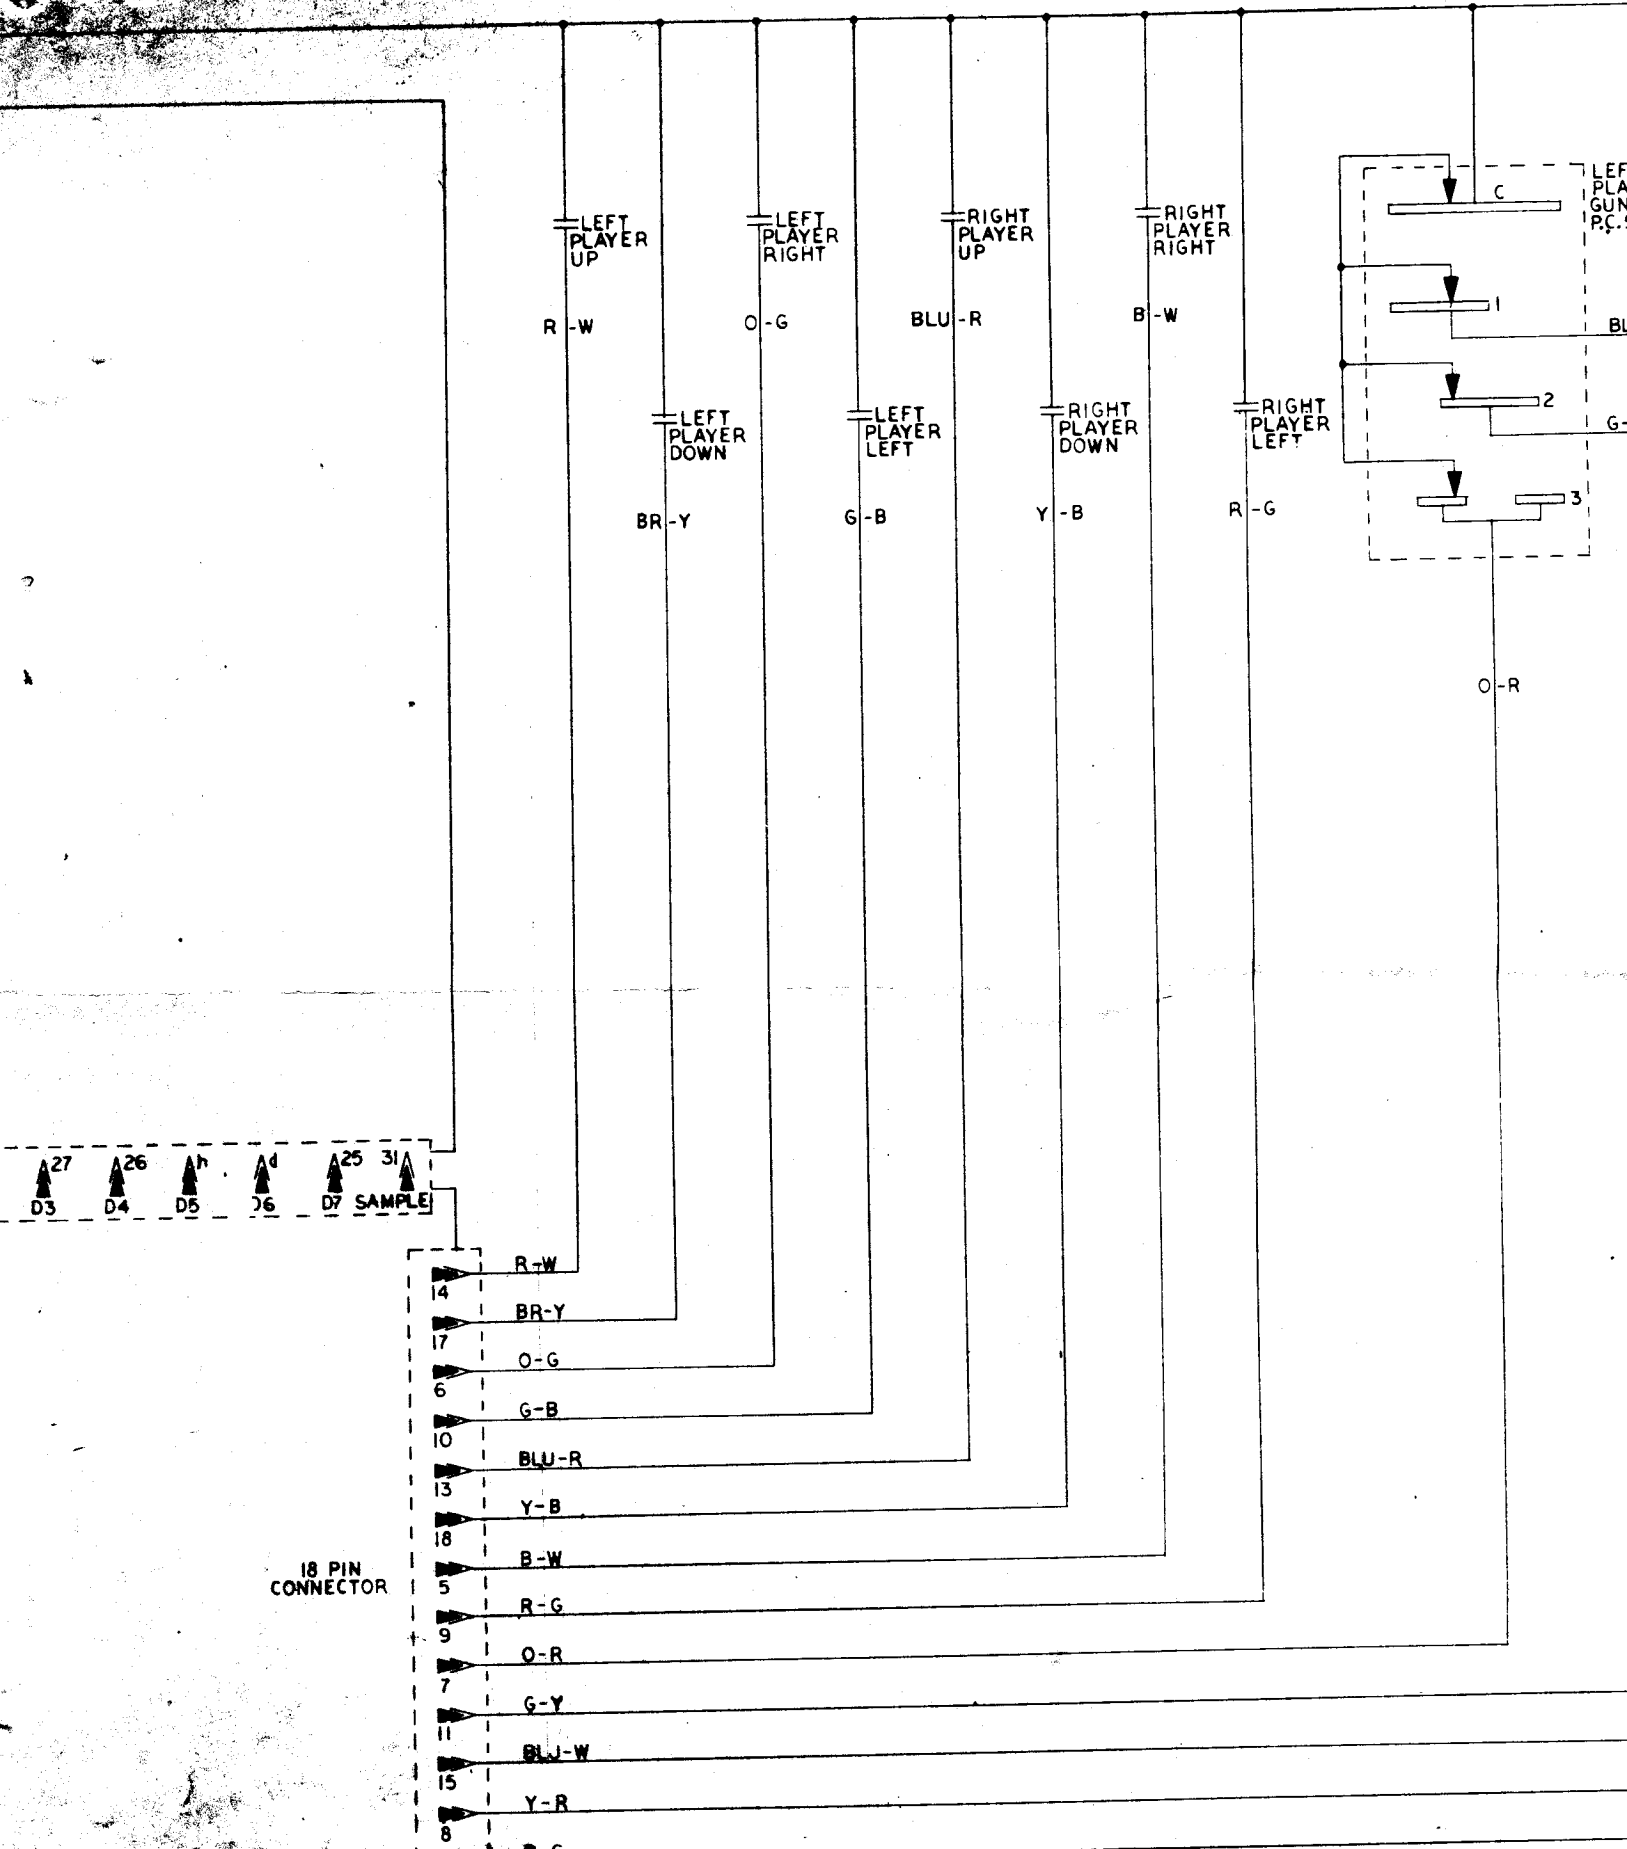 LEFT
PLAYER
UP
LEFT
PLAYER
RIGHT
RIGHT
PLAYER
UP
RIGHT
PLAYER
RIGHT
C
R-W
O-G
BLU-R
B-W
1
LEFT
PLAYER
DOWN
LEFT
PLAYER
LEFT
RIGHT
PLAYER
DOWN
RIGHT
PLAYER
LEFT
2
G-
BR-Y
G-B
Y-B
R-G
3
O-R
27
26
h
d
25
31
D3
D4
D5
D6
D7
SAMPLE
R-W
14
BR-Y
17
O-G
6
G-B
10
BLU-R
13
Y-B
18
18 PIN
CONNECTOR
B-W
5
R-G
9
O-R
7
G-Y
11
BLU-W
15
Y-R
8